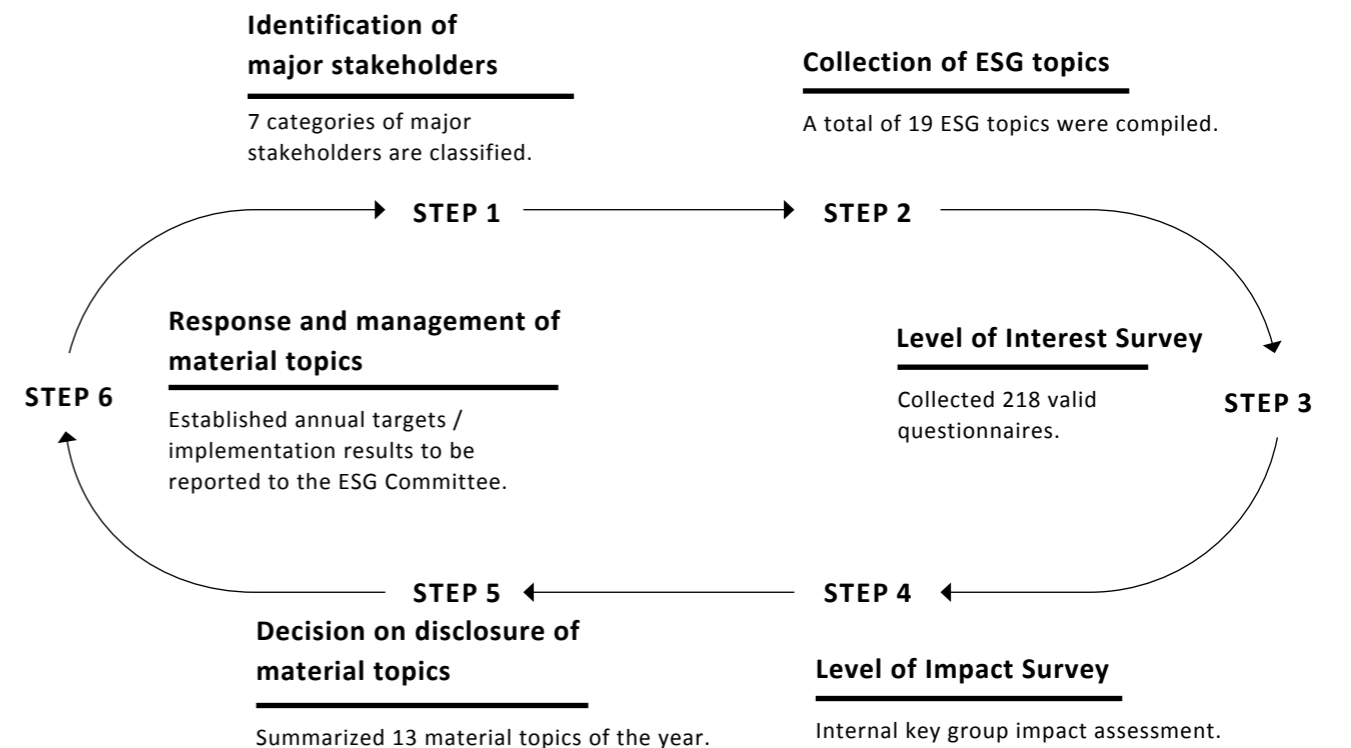 Identification of
major stakeholders
7 categories of major
stakeholders are classified.
STEP 1
Collection of ESG topics
A total of 19 ESG topics were compiled.
STEP 2
Level of Interest Survey
Collected 218 valid
questionnaires.
STEP 3
STEP 4
Level of Impact Survey
Internal key group impact assessment.
STEP 5
Decision on disclosure of
material topics
Summarized 13 material topics of the year.
STEP 6
Response and management of
material topics
Established annual targets /
implementation results to be
reported to the ESG Committee.